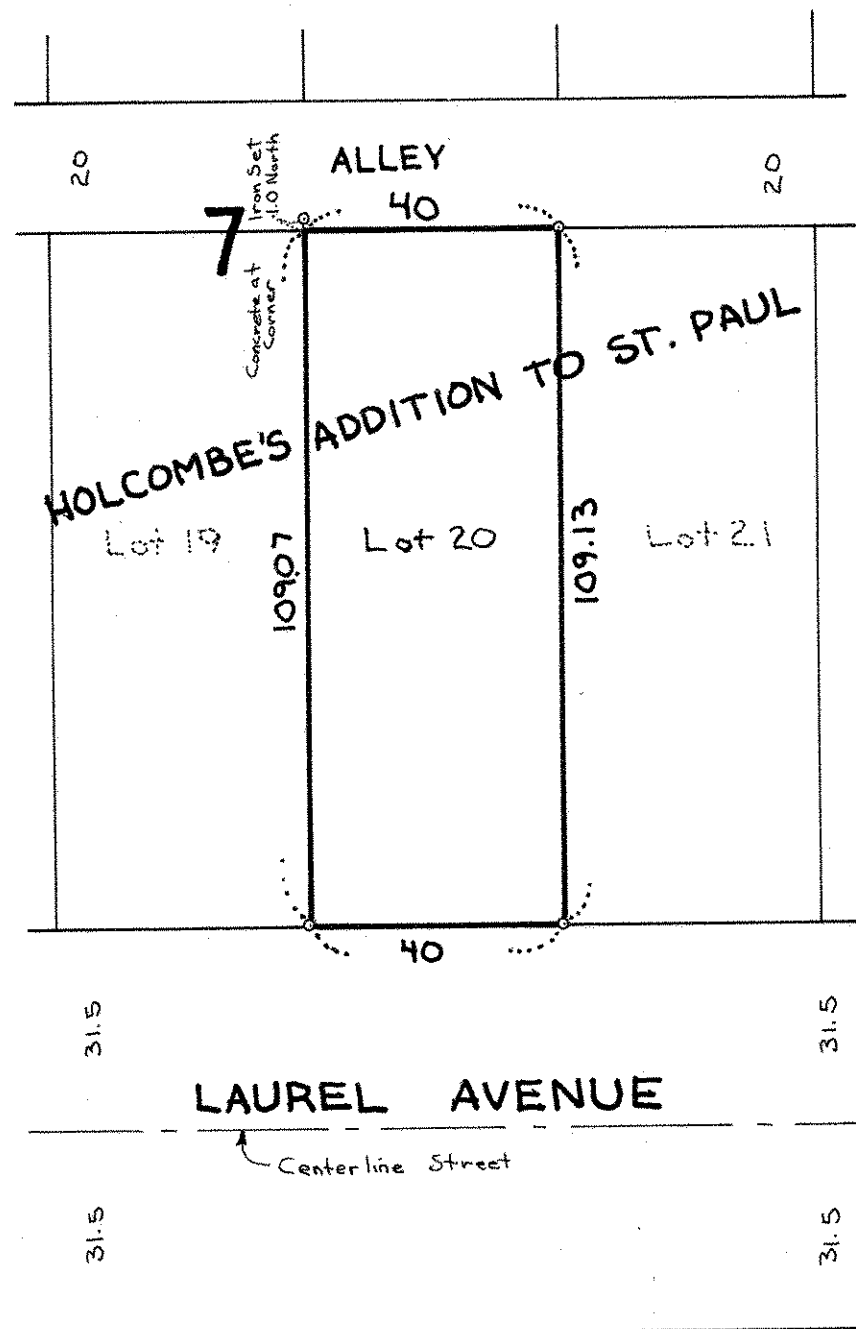 20
Iron Set
1.0 North
ALLEY
20
7
40
Concrete at
Corner
HOLCOMBE'S ADDITION TO ST. PAUL
Lot 19
109.07
Lot 20
109.13
Lot 21
40
31.5
31.5
LAUREL AVENUE
Centerline Street
31.5
31.5